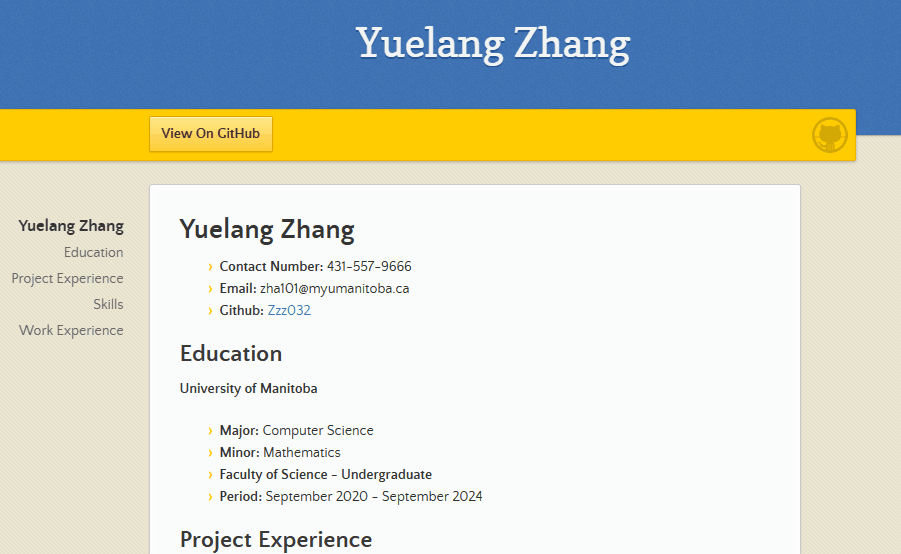 Yuelang Zhang
View On GitHub
Yuelang Zhang
Education
Project Experience
Skills
Work Experience
Yuelang Zhang
› Contact Number: 431-557-9666
› Email: zha101@myumanitoba.ca
› Github: Zzz032
Education
University of Manitoba
› Major: Computer Science
› Minor: Mathematics
› Faculty of Science - Undergraduate
› Period: September 2020 - September 2024
Project Experience